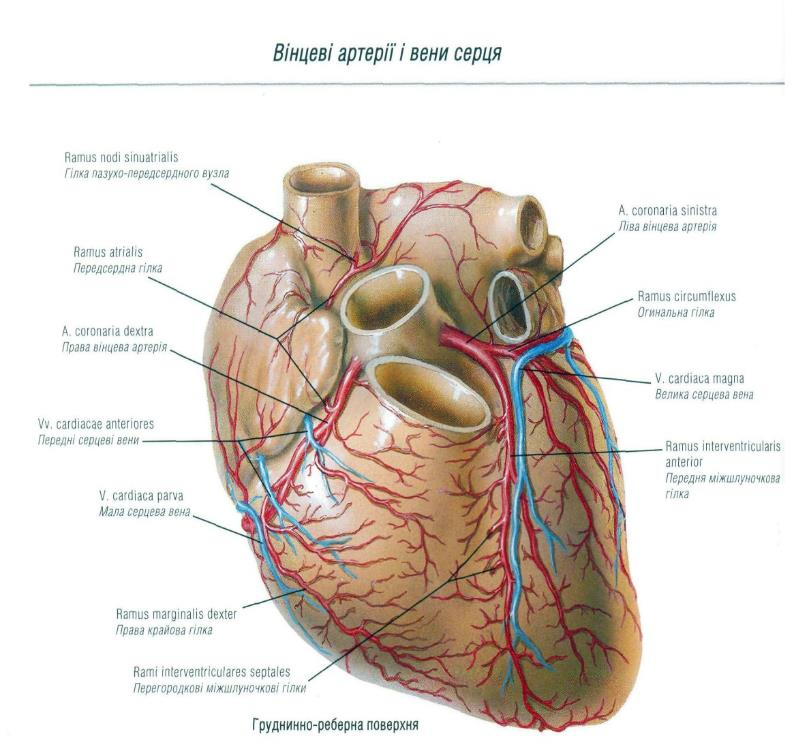 Вінцеві артерії і вени серця
Ramus nodi sinuatrialis
Гілка пазухо-передсердного вузла
Ramus atrialis
Передсердна гілка
A. coronaria dextra
Права вінцева артерія
Vv. cardiacae anteriores
Передні серцеві вени
V. cardiaca parva
Мала серцева вена
Ramus marginalis dexter
Права крайова гілка
Rami interventriculares septales
Перегородкові міжшлуночкові гілки
A. coronaria sinistra
Ліва вінцева артерія
Ramus circumflexus
Огинальна гілка
V. cardiaca magna
Велика серцева вена
Ramus interventricularis
anterior
Передня міжшлуночкова
гілка
Груднинно-реберна поверхня